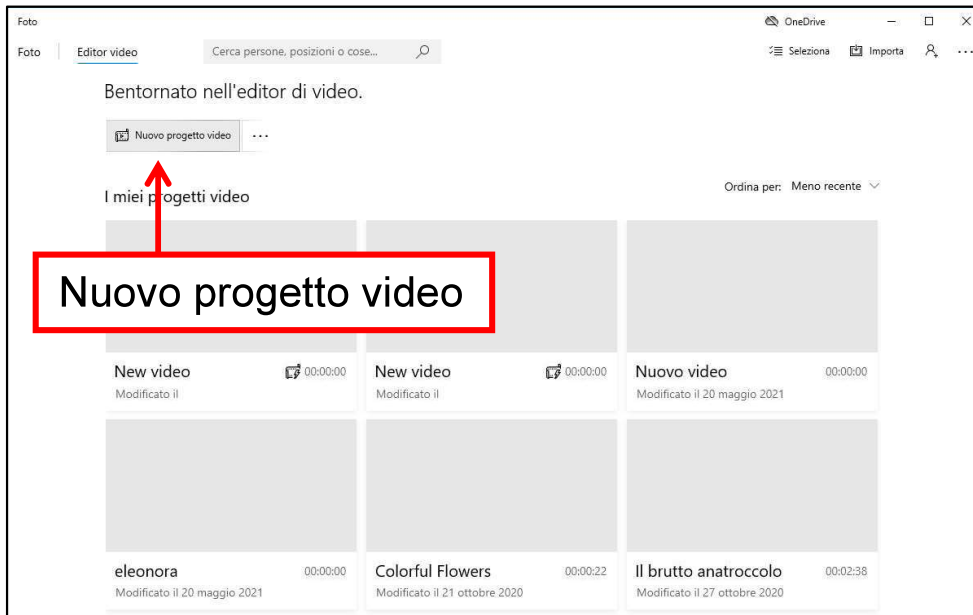 Foto
OneDrive
Foto
Editor video
Cerca persone, posizioni o cose...
Seleziona
Importa
Bentornato nell'editor di video.
Nuovo progetto video
I miei progetti video
Ordina per: Meno recente
Nuovo progetto video
New video 00:00:00
Modificato il
New video 00:00:00
Modificato il
Nuovo video 00:00:00
Modificato il 20 maggio 2021
eleonora 00:00:00
Modificato il 20 maggio 2021
Colorful Flowers 00:00:22
Modificato il 21 ottobre 2020
Il brutto anatroccolo 00:02:38
Modificato il 27 ottobre 2020